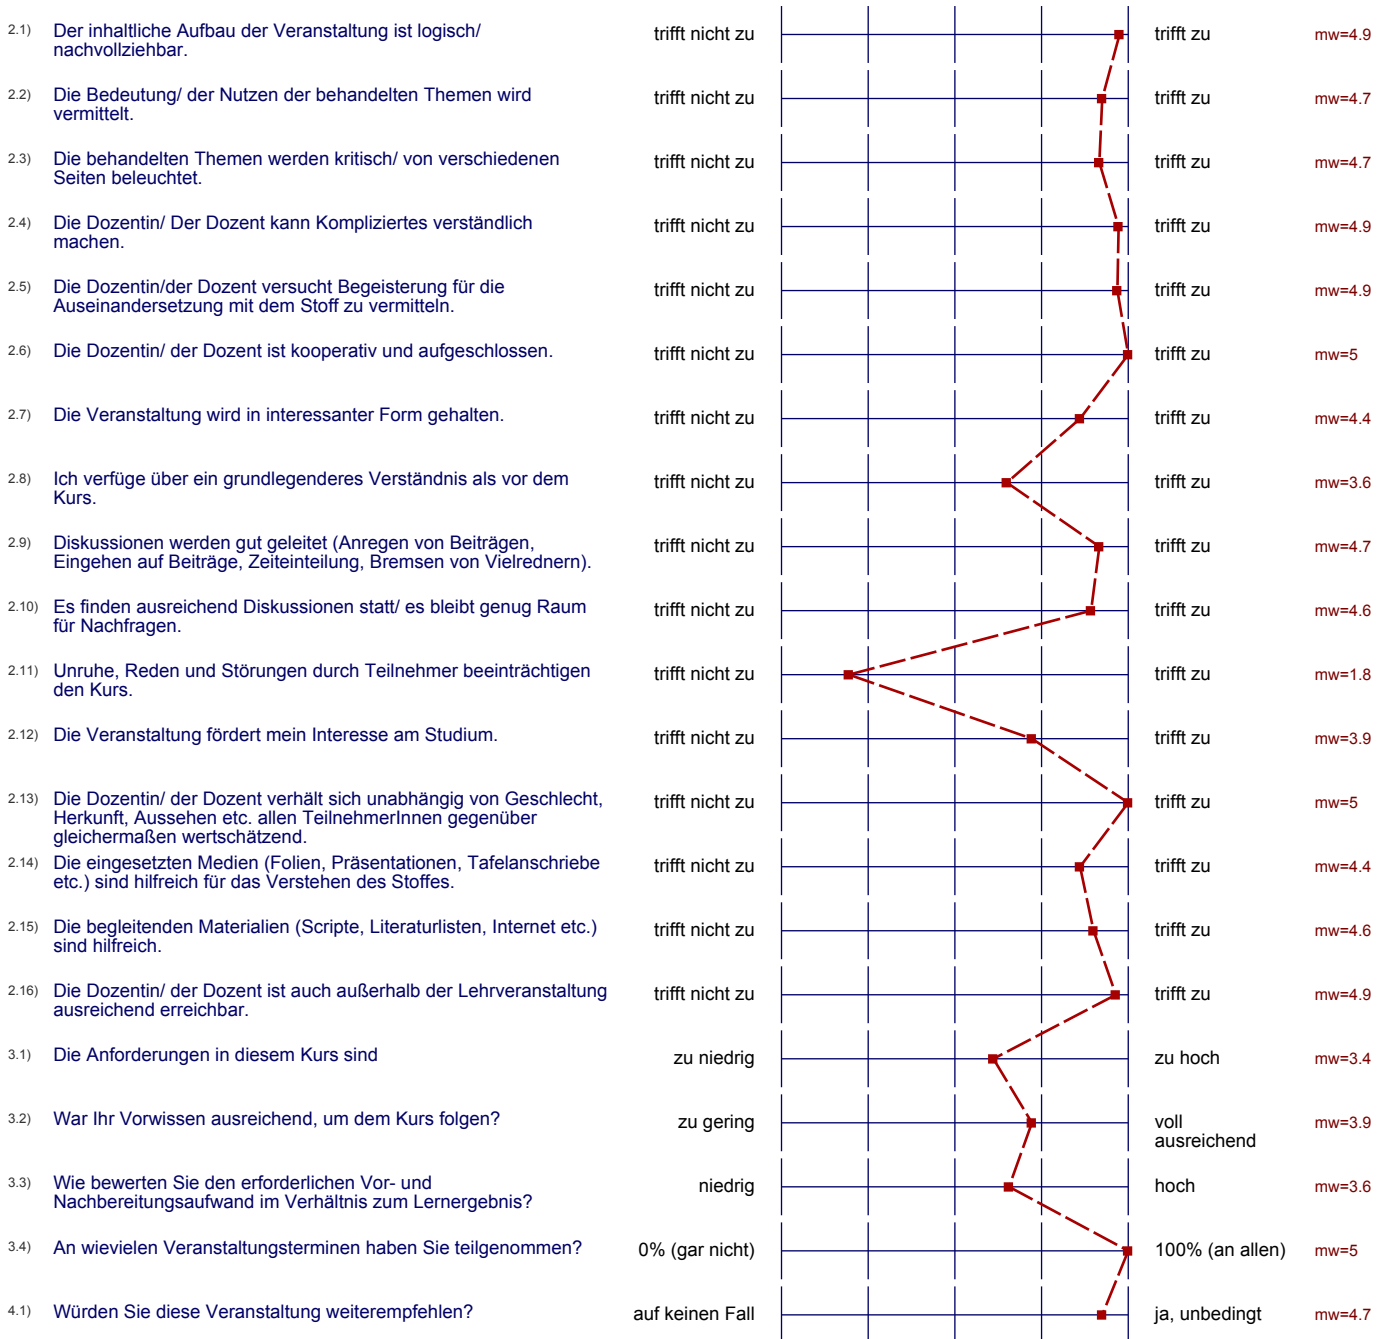 2.1) Der inhaltliche Aufbau der Veranstaltung ist logisch/ trifft nicht zu trifft zu mw=4.9
nachvollziehbar.
2.2) Die Bedeutung/ der Nutzen der behandelten Themen wird trifft nicht zu trifft zu mw=4.7
vermittelt.
2.3) Die behandelten Themen werden kritisch/ von verschiedenen trifft nicht zu trifft zu mw=4.7
Seiten beleuchtet.
2.4) Die Dozentin/ Der Dozent kann Kompliziertes verständlich trifft nicht zu trifft zu mw=4.9
machen.
2.5) Die Dozentin/der Dozent versucht Begeisterung für die trifft nicht zu trifft zu mw=4.9
Auseinandersetzung mit dem Stoff zu vermitteln.
2.6) Die Dozentin/ der Dozent ist kooperativ und aufgeschlossen. trifft nicht zu trifft zu mw=5
2.7) Die Veranstaltung wird in interessanter Form gehalten. trifft nicht zu trifft zu mw=4.4
2.8) Ich verfüge über ein grundlegenderes Verständnis als vor dem trifft nicht zu trifft zu mw=3.6
Kurs.
2.9) Diskussionen werden gut geleitet (Anregen von Beiträgen, trifft nicht zu trifft zu mw=4.7
Eingehen auf Beiträge, Zeiteinteilung, Bremsen von Vielrednern).
2.10) Es finden ausreichend Diskussionen statt/ es bleibt genug Raum trifft nicht zu trifft zu mw=4.6
für Nachfragen.
2.11) Unruhe, Reden und Störungen durch Teilnehmer beeinträchtigen trifft nicht zu trifft zu mw=1.8
den Kurs.
2.12) Die Veranstaltung fördert mein Interesse am Studium. trifft nicht zu trifft zu mw=3.9
2.13) Die Dozentin/ der Dozent verhält sich unabhängig von Geschlecht, trifft nicht zu trifft zu mw=5
Herkunft, Aussehen etc. allen TeilnehmerInnen gegenüber
gleichermaßen wertschätzend.
2.14) Die eingesetzten Medien (Folien, Präsentationen, Tafelanschriebe trifft nicht zu trifft zu mw=4.4
etc.) sind hilfreich für das Verstehen des Stoffes.
2.15) Die begleitenden Materialien (Scripte, Literaturlisten, Internet etc.) trifft nicht zu trifft zu mw=4.6
sind hilfreich.
2.16) Die Dozentin/ der Dozent ist auch außerhalb der Lehrveranstaltung trifft nicht zu trifft zu mw=4.9
ausreichend erreichbar.
3.1) Die Anforderungen in diesem Kurs sind zu niedrig zu hoch mw=3.4
3.2) War Ihr Vorwissen ausreichend, um dem Kurs folgen? zu gering voll mw=3.9
ausreichend
3.3) Wie bewerten Sie den erforderlichen Vor- und niedrig hoch mw=3.6
Nachbereitungsaufwand im Verhältnis zum Lernergebnis?
3.4) An wievielen Veranstaltungsterminen haben Sie teilgenommen? 0% (gar nicht) 100% (an allen) mw=5
4.1) Würden Sie diese Veranstaltung weiterempfehlen? auf keinen Fall ja, unbedingt mw=4.7